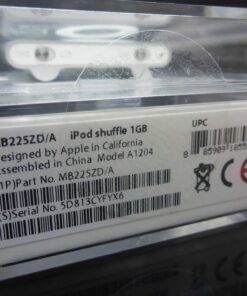 MB225ZD/A iPod shuffle 1GB
Designed by Apple in California
Assembled in China Model A1204
(1P)Part No. MB225ZD/A
(S)Serial No. 5D813CYFYX6
UPC